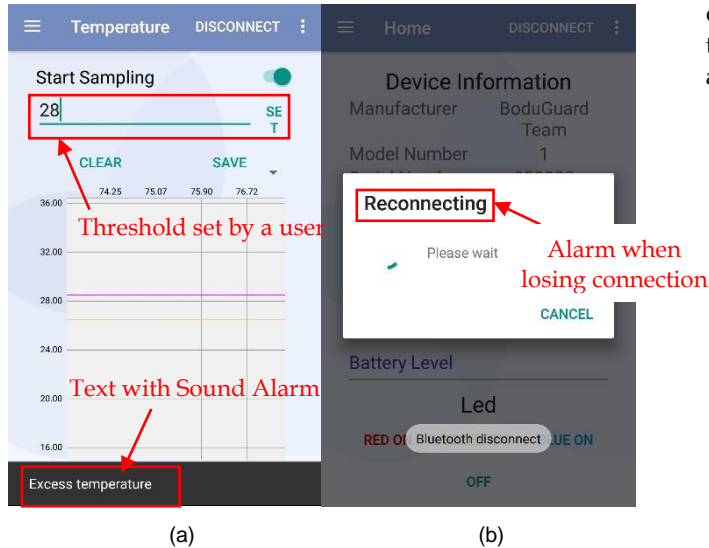 Temperature DISCONNECT
Start Sampling
28
SE
T
CLEAR SAVE
74.25 75.07 75.90 76.72
36.00
Threshold set by a user
32.00
28.00
24.00
20.00
Text with Sound Alarm
16.00
Excess temperature
(a)
Home DISCONNECT
Device Information
Manufacturer BoduGuard
Team
Model Number 1
Reconnecting
Please wait
CANCEL
Alarm when
losing connection
Battery Level
Led
RED ON Bluetooth disconnect BLUE ON
OFF
(b)